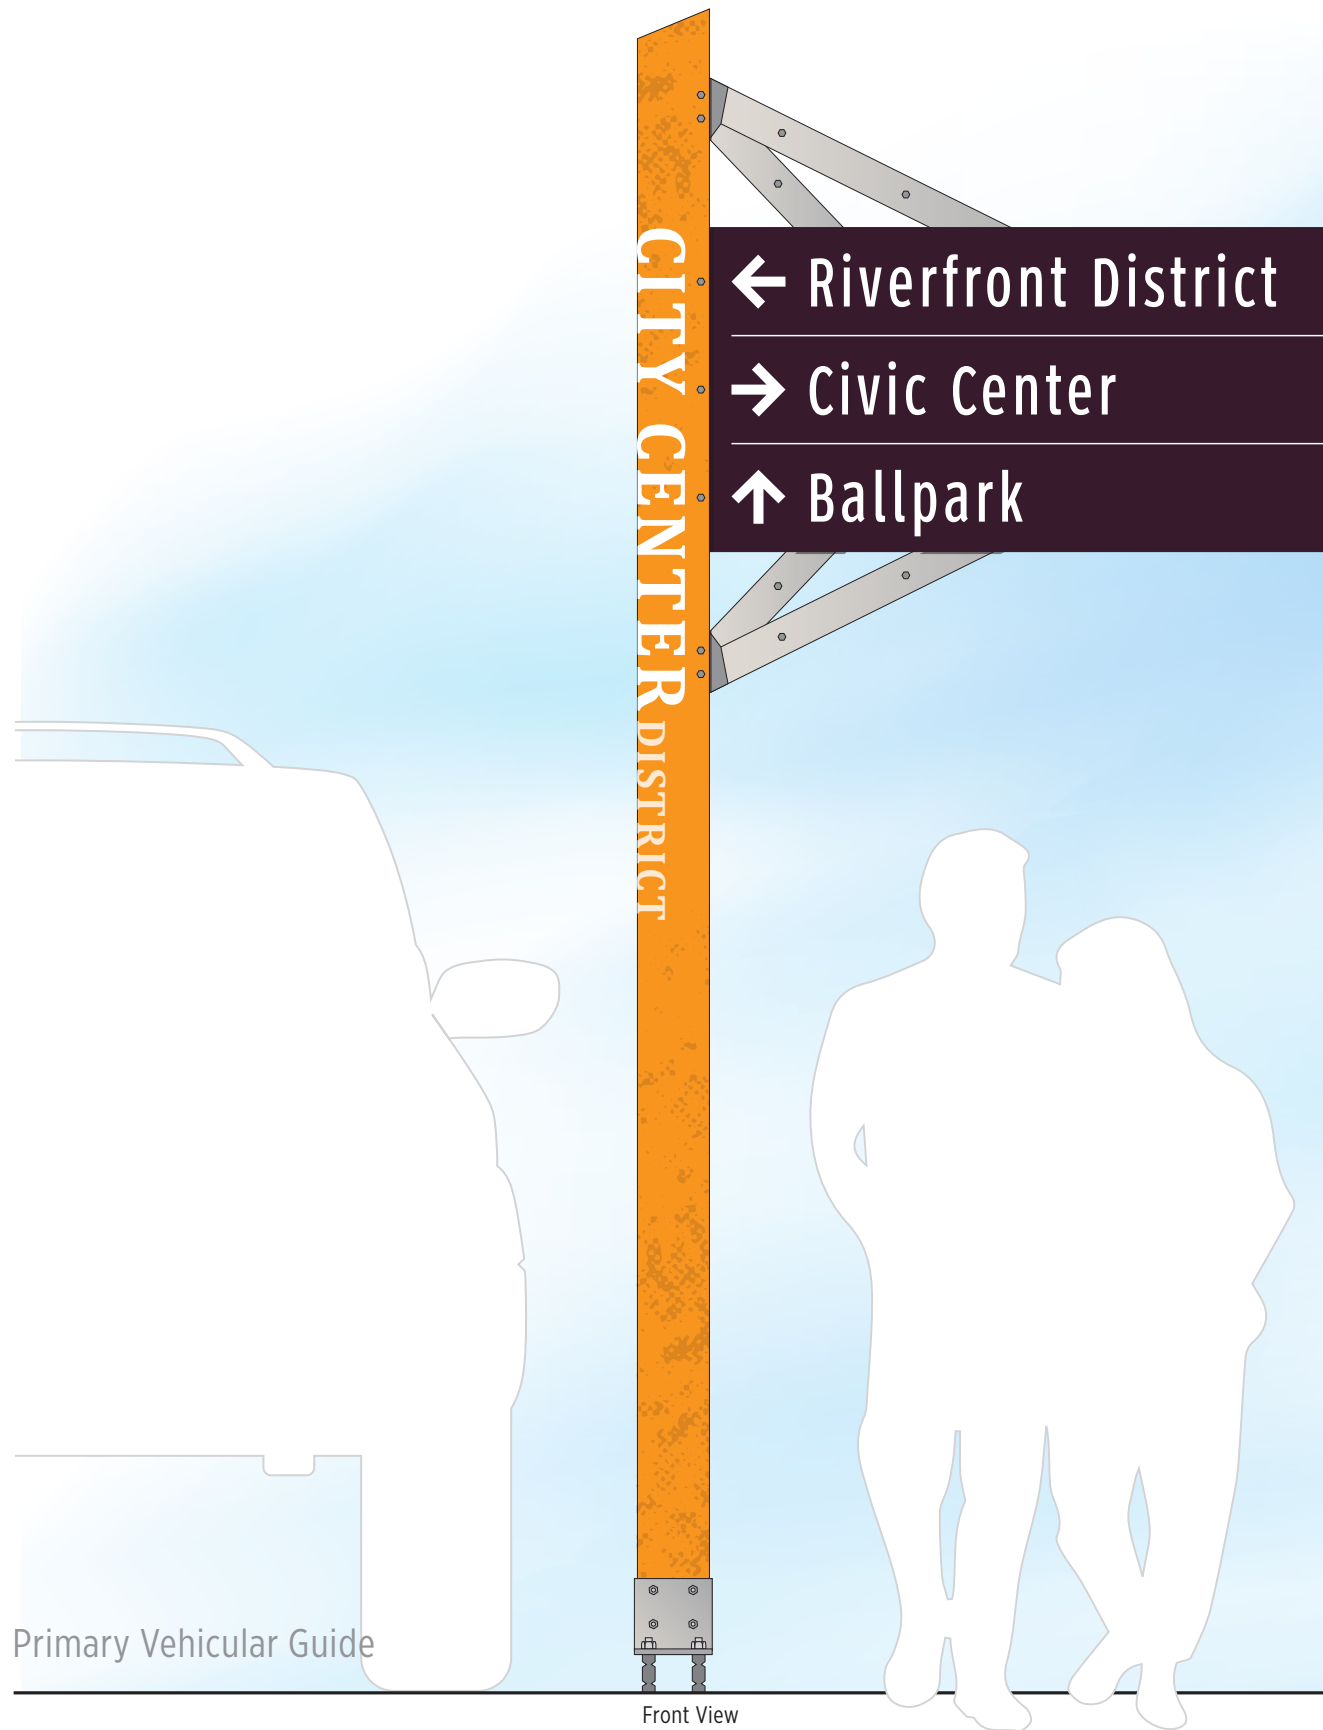 CITY CENTER DISTRICT
← Riverfront District
→ Civic Center
↑ Ballpark
Primary Vehicular Guide
Front View